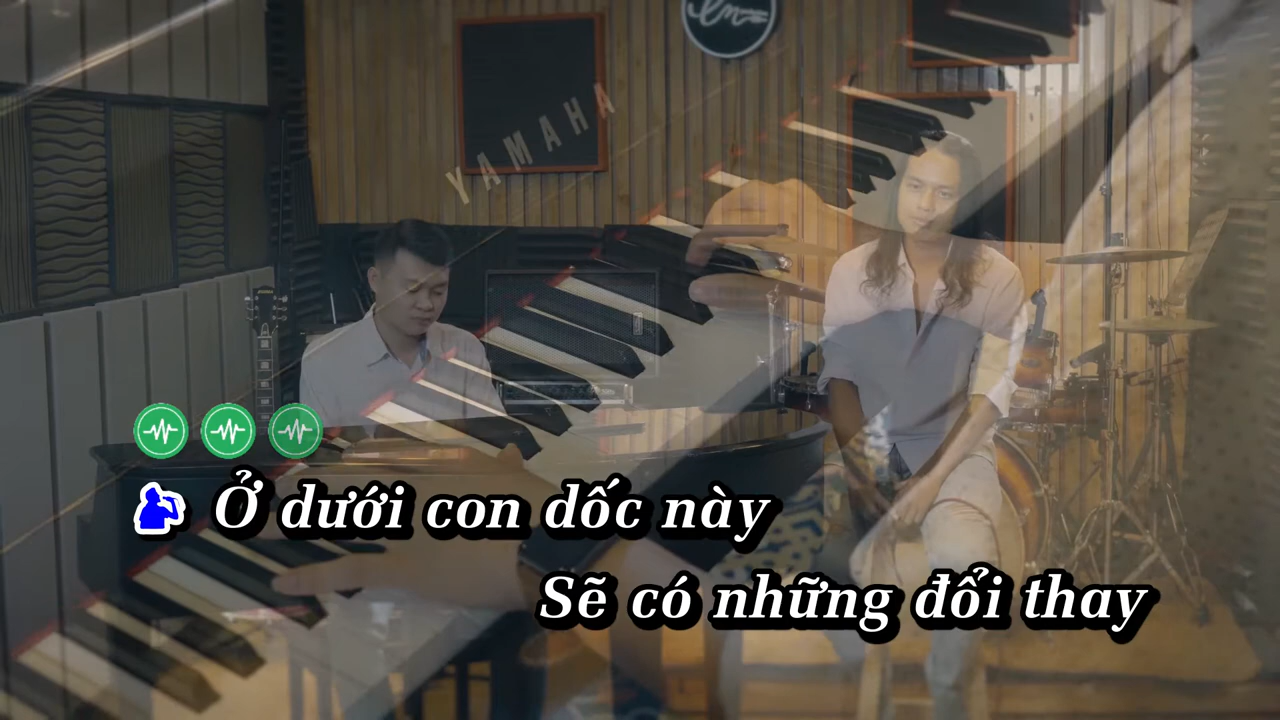 YAMAHA
Ở dưới con dốc này
Sẽ có những đổi thay